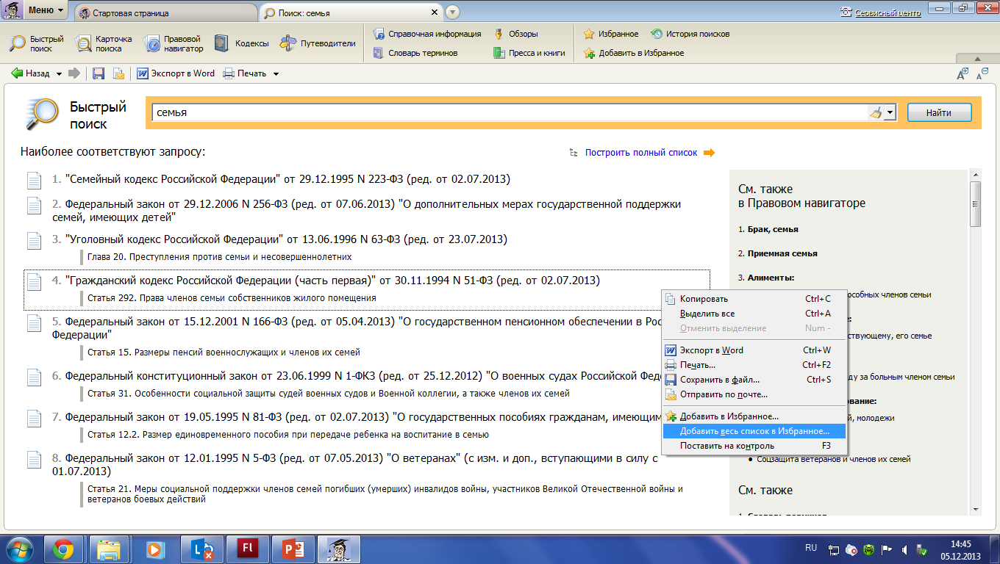 Меню
Стартовая страница
Поиск: семья
Сервисный центр
Быстрый поиск
Карточка поиска
Правовой навигатор
Кодексы
Путеводители
Справочная информация
Словарь терминов
Обзоры
Пресса и книги
Избранное
История поисков
Добавить в Избранное
Назад
Экспорт в Word
Печать
Быстрый
поиск
семья
Найти
Наиболее соответствуют запросу:
Построить полный список
1. "Семейный кодекс Российской Федерации" от 29.12.1995 N 223-ФЗ (ред. от 02.07.2013)
2. Федеральный закон от 29.12.2006 N 256-ФЗ (ред. от 07.06.2013) "О дополнительных мерах государственной поддержки
семей, имеющих детей"
3. "Уголовный кодекс Российской Федерации" от 13.06.1996 N 63-ФЗ (ред. от 23.07.2013)
Глава 20. Преступления против семьи и несовершеннолетних
4. "Гражданский кодекс Российской Федерации (часть первая)" от 30.11.1994 N 51-ФЗ (ред. от 02.07.2013)
Статья 292. Права членов семьи собственников жилого помещения
5. Федеральный закон от 15.12.2001 N 166-ФЗ (ред. от 05.04.2013) "О государственном пенсионном обеспечении в Рос
Федерации"
Статья 15. Размеры пенсий военнослужащих и членов их семей
6. Федеральный конституционный закон от 23.06.1999 N 1-ФКЗ (ред. от 25.12.2012) "О военных судах Российской Фед
Статья 31. Особенности социальной защиты судей военных судов и Военной коллегии, а также членов их семей
7. Федеральный закон от 19.05.1995 N 81-ФЗ (ред. от 02.07.2013) "О государственных пособиях гражданам, имеющим
Статья 12.2. Размер единовременного пособия при передаче ребенка на воспитание в семью
8. Федеральный закон от 12.01.1995 N 5-ФЗ (ред. от 07.05.2013) "О ветеранах" (с изм. и доп., вступающими в силу с
01.07.2013)
Статья 21. Меры социальной поддержки членов семей погибших (умерших) инвалидов войны, участников Великой Отечественной войны и
ветеранов боевых действий
См. также
в Правовом навигаторе
1. Брак, семья
2. Приемная семья
3. Алименты:
особных членов семьи
е:
ствующему, его семье
ду за больным членом семьи
ование:
й, молодежи
• Соцзащита ветеранов и членов их семей
См. также
Копировать Ctrl+C
Выделить все Ctrl+A
Отменить выделение Num -
Экспорт в Word Ctrl+W
Печать... Ctrl+F2
Сохранить в файл... Ctrl+S
Отправить по почте...
Добавить в Избранное...
Добавить весь список в Избранное...
Поставить на контроль F3
Fl
RU
14:45
05.12.2013